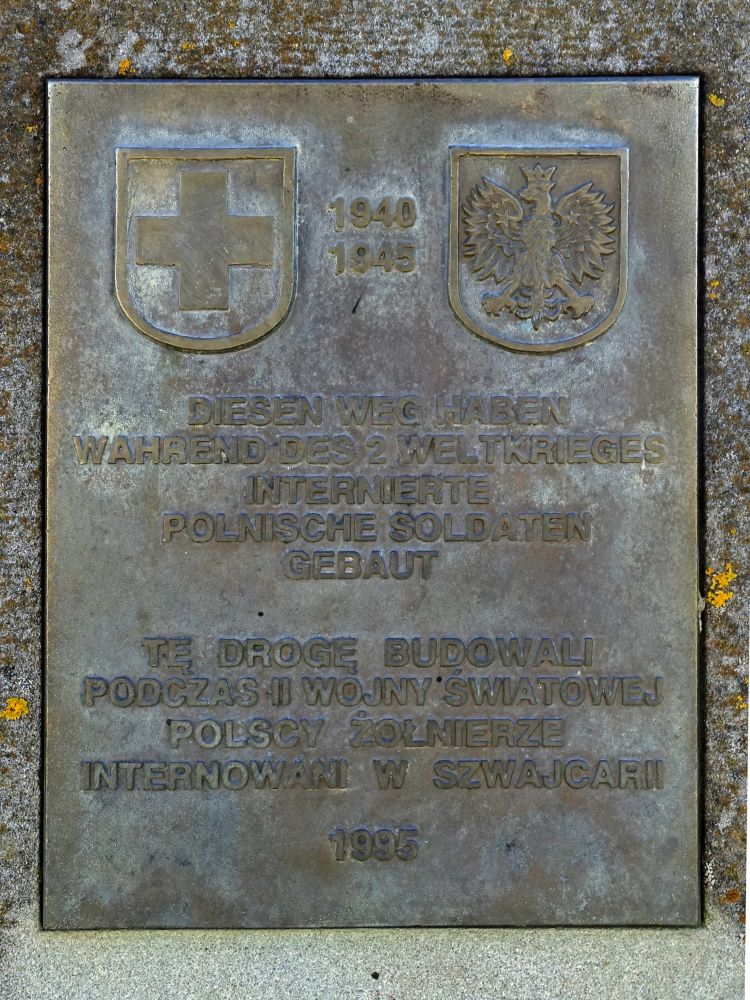 1940
1945
DIESEN WEG HABEN
WÄHREND DES 2 WELTKRIEGES
INTERNIERTE
POLNISCHE SOLDATEN
GEBAUT
TĘ DROGĘ BUDOWALI
PODCZAS II WOJNY ŚWIATOWEJ
POLSCY ŻOŁNIERZE
INTERNOWANI W SZWAJCARII
1995